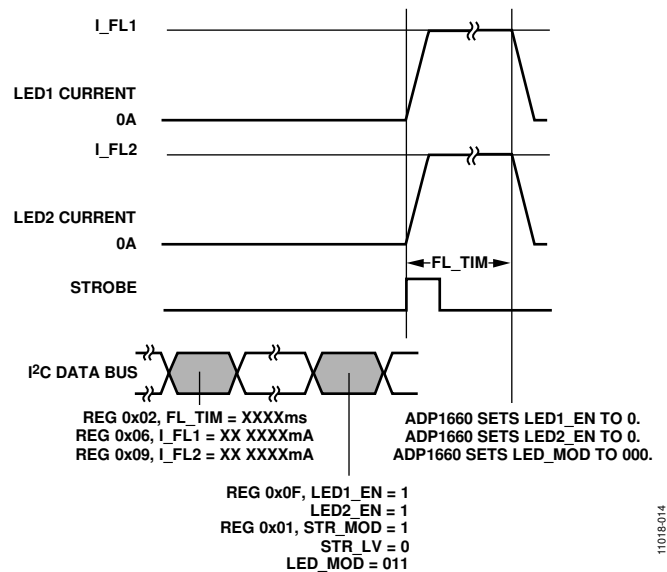 I_FL1
LED1 CURRENT
0A
I_FL2
LED2 CURRENT
0A
FL_TIM
STROBE
I²C DATA BUS
REG 0x02, FL_TIM = XXXXms
REG 0x06, I_FL1 = XX XXXXmA
REG 0x09, I_FL2 = XX XXXXmA
ADP1660 SETS LED1_EN TO 0.
ADP1660 SETS LED2_EN TO 0.
ADP1660 SETS LED_MOD TO 000.
REG 0x0F, LED1_EN = 1
LED2_EN = 1
REG 0x01, STR_MOD = 1
STR_LV = 0
LED_MOD = 011
11018-014